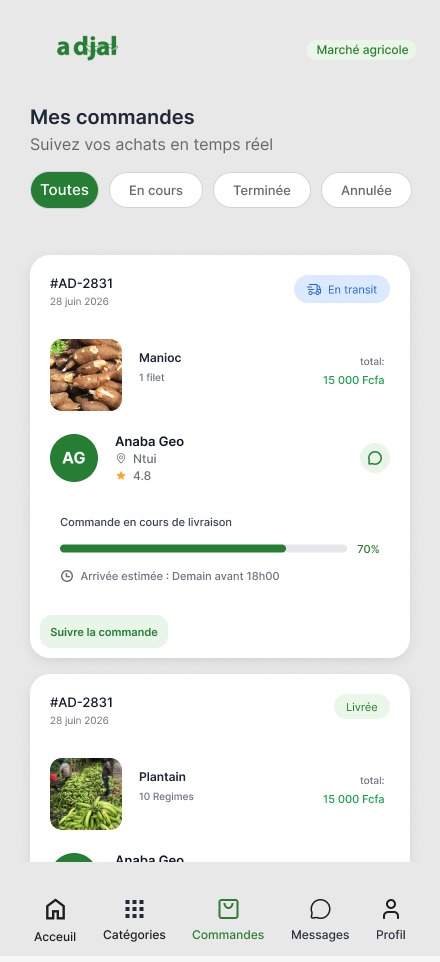 adjal
Marché agricole
Mes commandes
Suivez vos achats en temps réel
Toutes
En cours
Terminée
Annulée
#AD-2831
28 juin 2026
En transit
Manioc
1 filet
total:
15 000 Fcfa
AG
Anaba Geo
Ntui
4.8
Commande en cours de livraison
70%
Arrivée estimée : Demain avant 18h00
Suivre la commande
#AD-2831
28 juin 2026
Livrée
Plantain
10 Regimes
total:
15 000 Fcfa
Anaba Geo
Acceuil
Catégories
Commandes
Messages
Profil